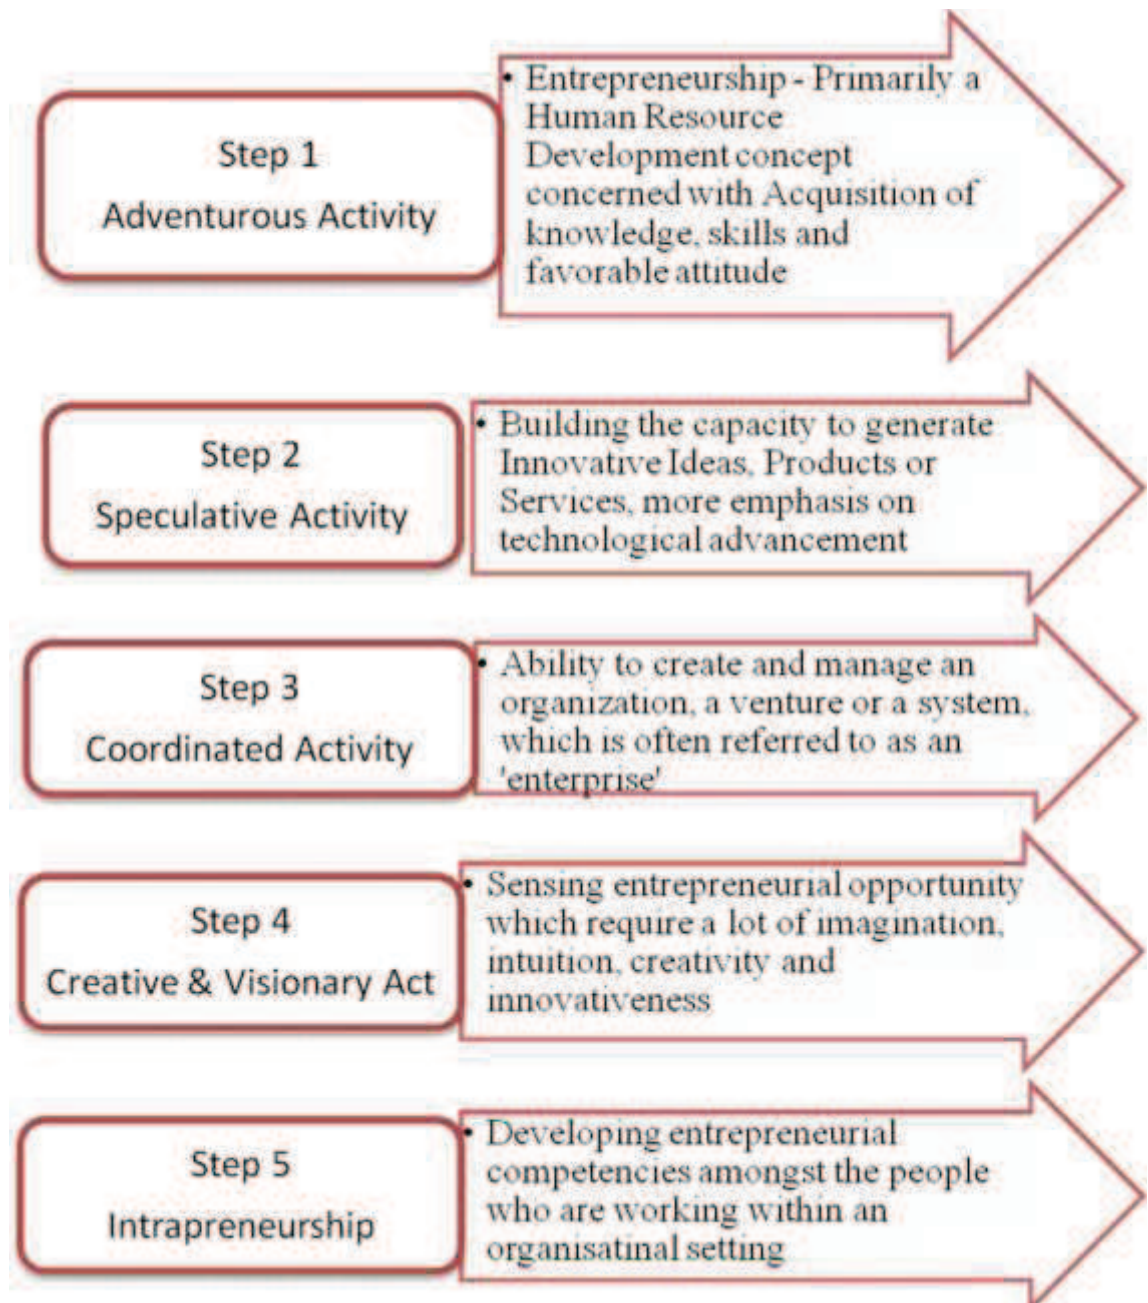 Step 1
Adventurous Activity
• Entrepreneurship - Primarily a
Human Resource
Development concept
concerned with Acquisition of
knowledge, skills and
favorable attitude
Step 2
Speculative Activity
• Building the capacity to generate
Innovative Ideas, Products or
Services, more emphasis on
technological advancement
Step 3
Coordinated Activity
• Ability to create and manage an
organization, a venture or a system,
which is often referred to as an
'enterprise'
Step 4
Creative & Visionary Act
• Sensing entrepreneurial opportunity
which require a lot of imagination,
intuition, creativity and
innovativeness
Step 5
Intrapreneurship
• Developing entrepreneurial
competencies amongst the people
who are working within an
organisatinal setting